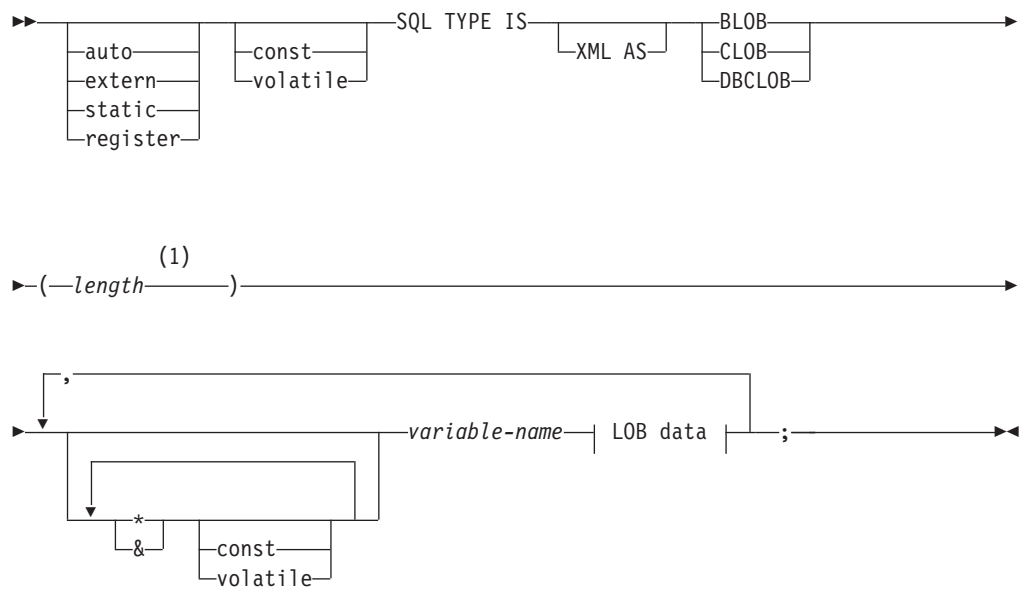 SQL TYPE IS BLOB
auto const XML AS CLOB
extern volatile DBCLOB
static
register
(1)
( length )
,
variable-name LOB data ;
*
& const
volatile